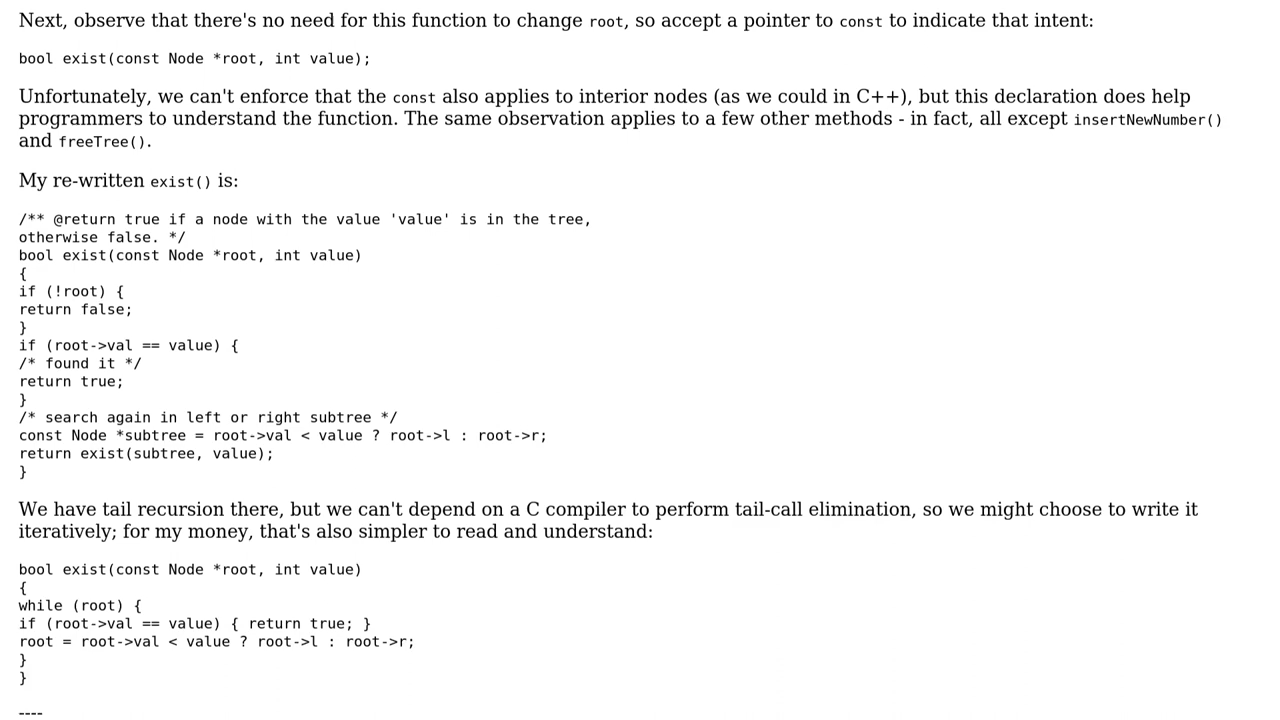 Next, observe that there's no need for this function to change root, so accept a pointer to const to indicate that intent:
bool exist(const Node *root, int value);
Unfortunately, we can't enforce that the const also applies to interior nodes (as we could in C++), but this declaration does help
programmers to understand the function. The same observation applies to a few other methods - in fact, all except insertNewNumber()
and freeTree().
My re-written exist() is:
/** @return true if a node with the value 'value' is in the tree,
otherwise false. */
bool exist(const Node *root, int value)
{
if (!root) {
return false;
}
if (root->val == value) {
/* found it */
return true;
}
/* search again in left or right subtree */
const Node *subtree = root->val < value ? root->l : root->r;
return exist(subtree, value);
}
We have tail recursion there, but we can't depend on a C compiler to perform tail-call elimination, so we might choose to write it
iteratively; for my money, that's also simpler to read and understand:
bool exist(const Node *root, int value)
{
while (root) {
if (root->val == value) { return true; }
root = root->val < value ? root->l : root->r;
}
}
----